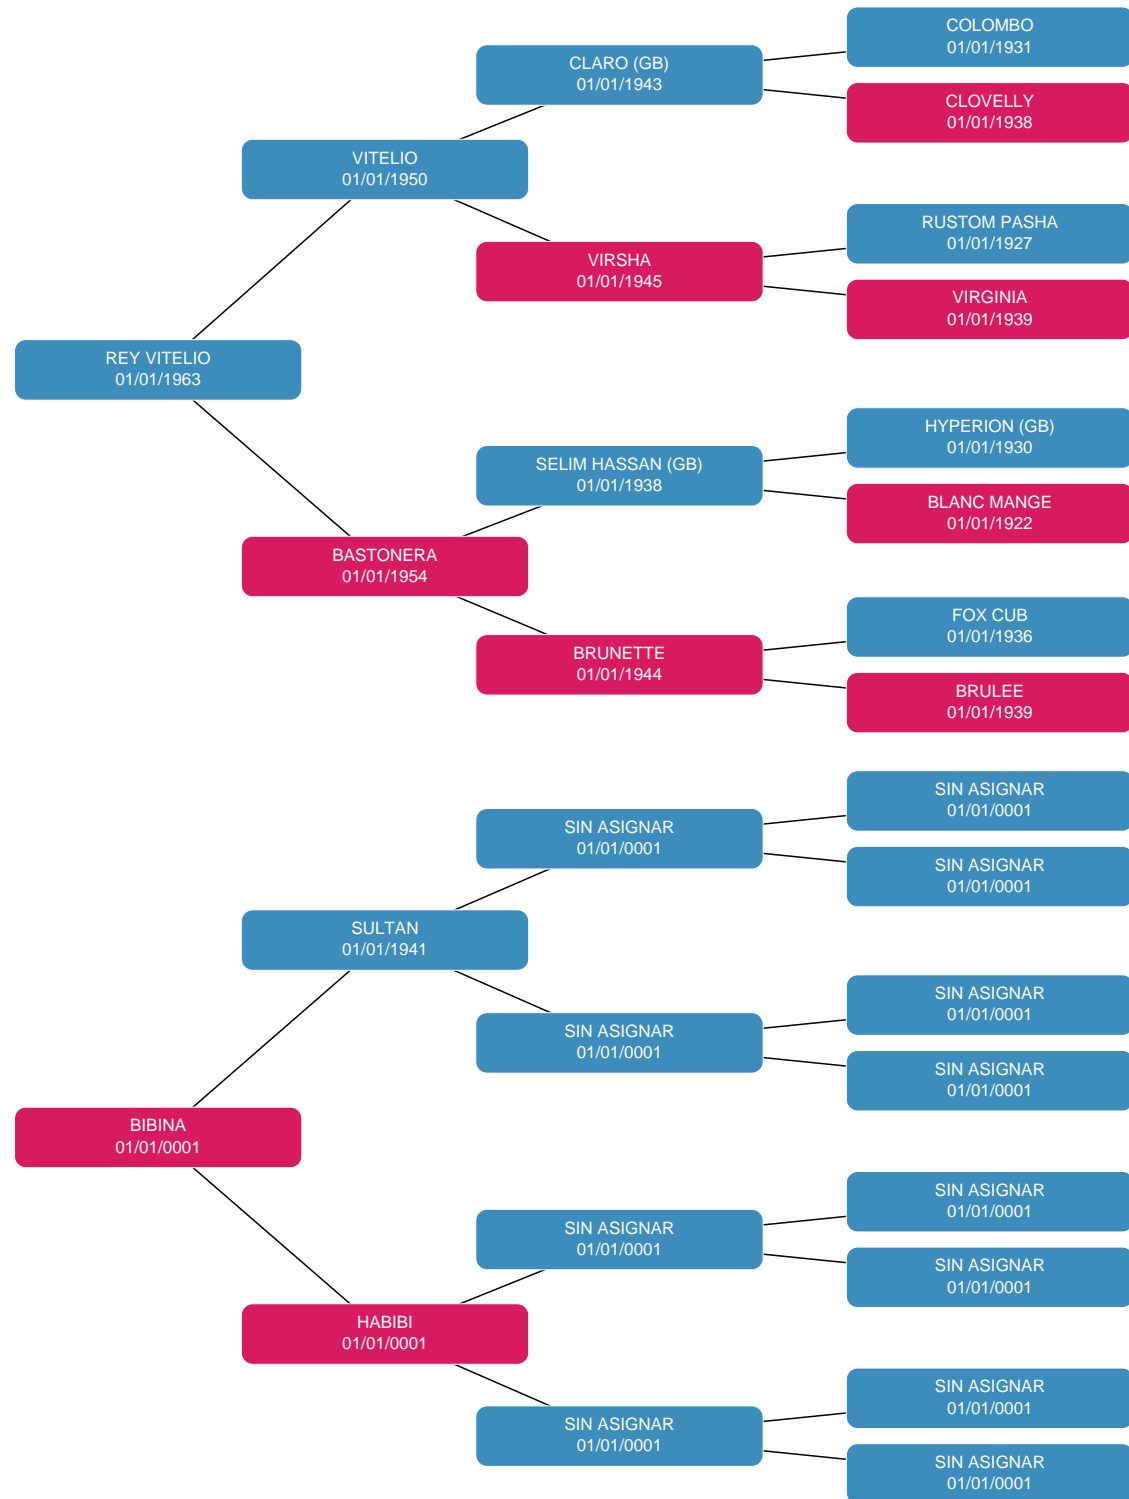 COLOMBO
01/01/1931
CLARO (GB)
01/01/1943
CLOVELLY
01/01/1938
VITELIO
01/01/1950
RUSTOM PASHA
01/01/1927
VIRSHA
01/01/1945
VIRGINIA
01/01/1939
REY VITELIO
01/01/1963
HYPERION (GB)
01/01/1930
SELIM HASSAN (GB)
01/01/1938
BLANC MANGE
01/01/1922
BASTONERA
01/01/1954
FOX CUB
01/01/1936
BRUNETTE
01/01/1944
BRULEE
01/01/1939
SIN ASIGNAR
01/01/0001
SIN ASIGNAR
01/01/0001
SIN ASIGNAR
01/01/0001
SULTAN
01/01/1941
SIN ASIGNAR
01/01/0001
SIN ASIGNAR
01/01/0001
SIN ASIGNAR
01/01/0001
BIBINA
01/01/0001
SIN ASIGNAR
01/01/0001
SIN ASIGNAR
01/01/0001
SIN ASIGNAR
01/01/0001
HABIBI
01/01/0001
SIN ASIGNAR
01/01/0001
SIN ASIGNAR
01/01/0001
SIN ASIGNAR
01/01/0001